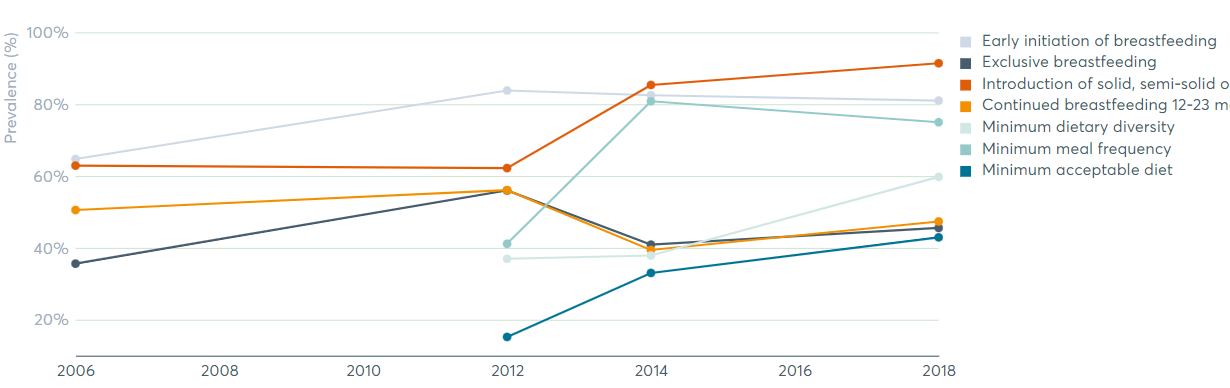 Prevalence (%)
100%
80%
60%
40%
20%
2006 2008 2010 2012 2014 2016 2018
Early initiation of breastfeeding
Exclusive breastfeeding
Introduction of solid, semi-solid o
Continued breastfeeding 12-23 m
Minimum dietary diversity
Minimum meal frequency
Minimum acceptable diet